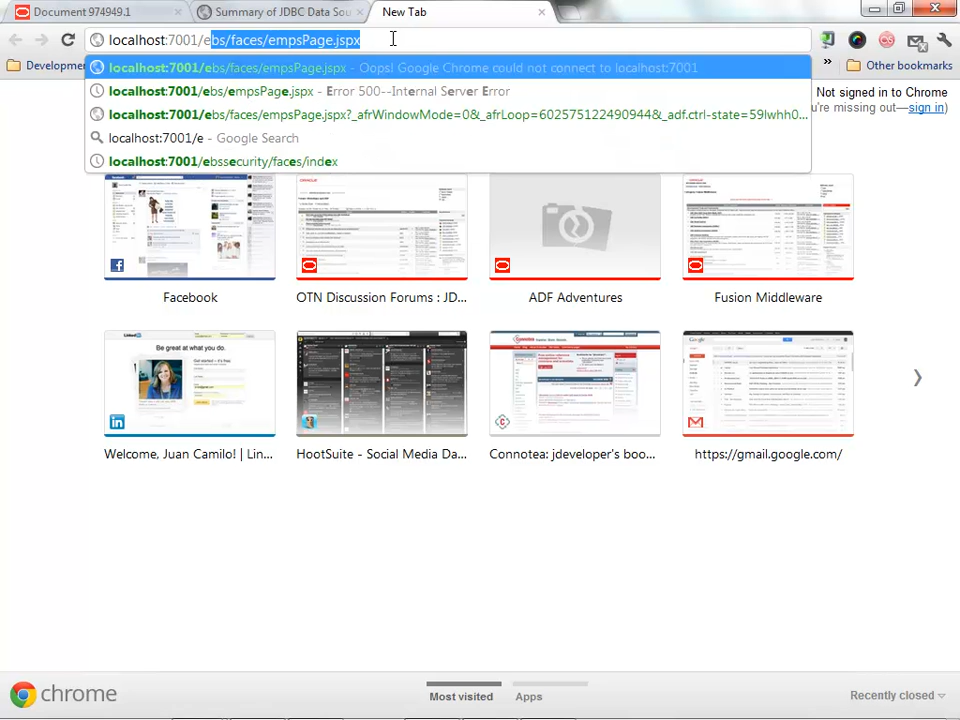 Document 974949.1
Summary of JDBC Data Sou
New Tab
localhost:7001/ebs/faces/empsPage.jspx
Developmer
Other bookmarks
localhost:7001/ebs/faces/empsPage.jspx - Oops! Google Chrome could not connect to localhost:7001
localhost:7001/ebs/empsPage.jspx - Error 500--Internal Server Error
localhost:7001/ebs/faces/empsPage.jspx?_afrWindowMode=0&_afrLoop=6025751224909448&_adf.ctrl-state=59lwhh0...
localhost:7001/e - Google Search
localhost:7001/ebssecurity/faces/index
Not signed in to Chrome
're missing out—sign in)
Facebook
OTN Discussion Forums : JD...
ADF Adventures
Fusion Middleware
Welcome, Juan Camilo! | Lin...
HootSuite - Social Media Da...
Connotea: jdeveloper's boo...
https://gmail.google.com/
chrome
Most visited
Apps
Recently closed